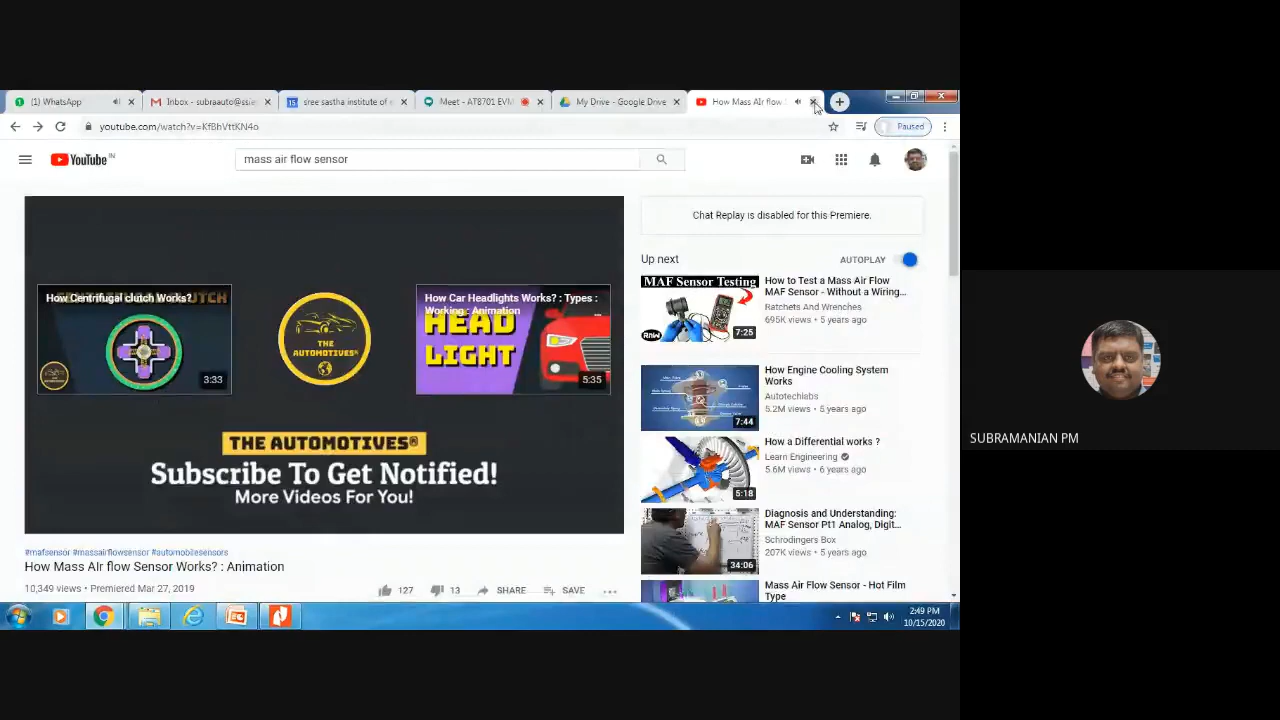 (1) WhatsApp
Inbox - subraauto@ssie
sree sastha institute of e
Meet - AT8701 EVM
My Drive - Google Drive
How Mass AIr flow
youtube.com/watch?v=KfBhVttKN4o
Paused
YouTube IN
mass air flow sensor
How Centrifugal clutch Works?
3:33
THE
AUTOMOTIVES®
How Car Headlights Works? : Types :
Working : Animation
HEAD
LIGHT
5:35
THE AUTOMOTIVES®
Subscribe To Get Notified!
More Videos For You!
#mafsensor #massairflowsensor #automobilesensors
How Mass AIr flow Sensor Works? : Animation
10,349 views • Premiered Mar 27, 2019
127
13
SHARE
SAVE
Chat Replay is disabled for this Premiere.
Up next
AUTOPLAY
MAF Sensor Testing
7:25
How to Test a Mass Air Flow
MAF Sensor - Without a Wiring...
Ratchets And Wrenches
695K views • 5 years ago
7:44
How Engine Cooling System
Works
Autotechlabs
5.2M views • 5 years ago
5:18
How a Differential works ?
Learn Engineering
5.6M views • 6 years ago
34:06
Diagnosis and Understanding:
MAF Sensor Pt1 Analog, Digit...
Schrodingers Box
207K views • 5 years ago
Mass Air Flow Sensor - Hot Film
Type
2:49 PM
10/15/2020
SUBRAMANIAN PM